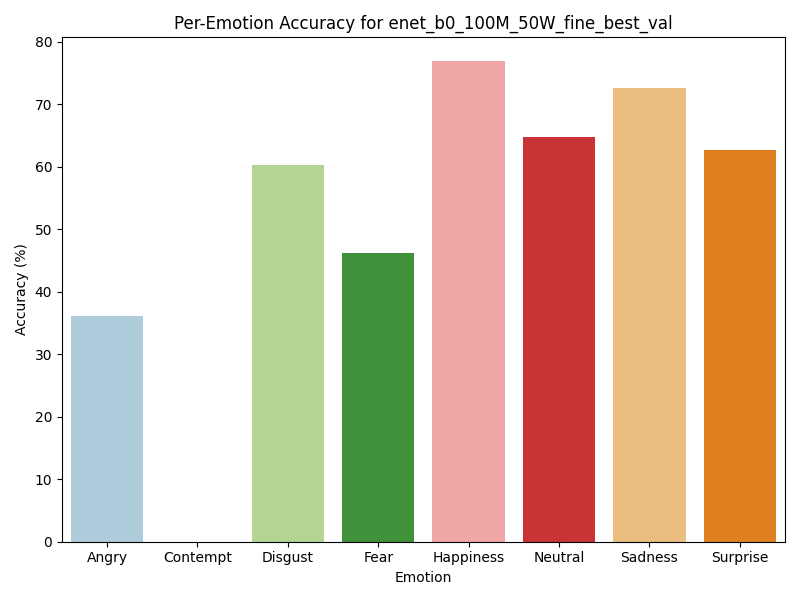 Per-Emotion Accuracy for enet_b0_100M_50W_fine_best_val
80
70
60
50
40
30
20
10
0
Accuracy (%)
Angry Contempt Disgust Fear Happiness Neutral Sadness Surprise
Emotion